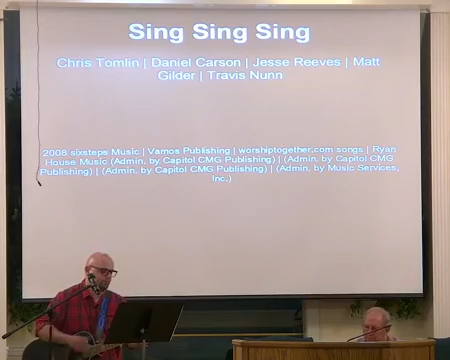 Sing Sing Sing
Chris Tomlin | Daniel Carson | Jesse Reeves | Matt
Gilder | Travis Nunn
2008 sixsteps Music | Vamos Publishing | worshiptogether.com songs | Ryan
House Music (Admin. by Capitol CMG Publishing) | (Admin. by Capitol CMG
Publishing) | (Admin. by Capitol CMG Publishing) | (Admin. by Music Services,
Inc.)